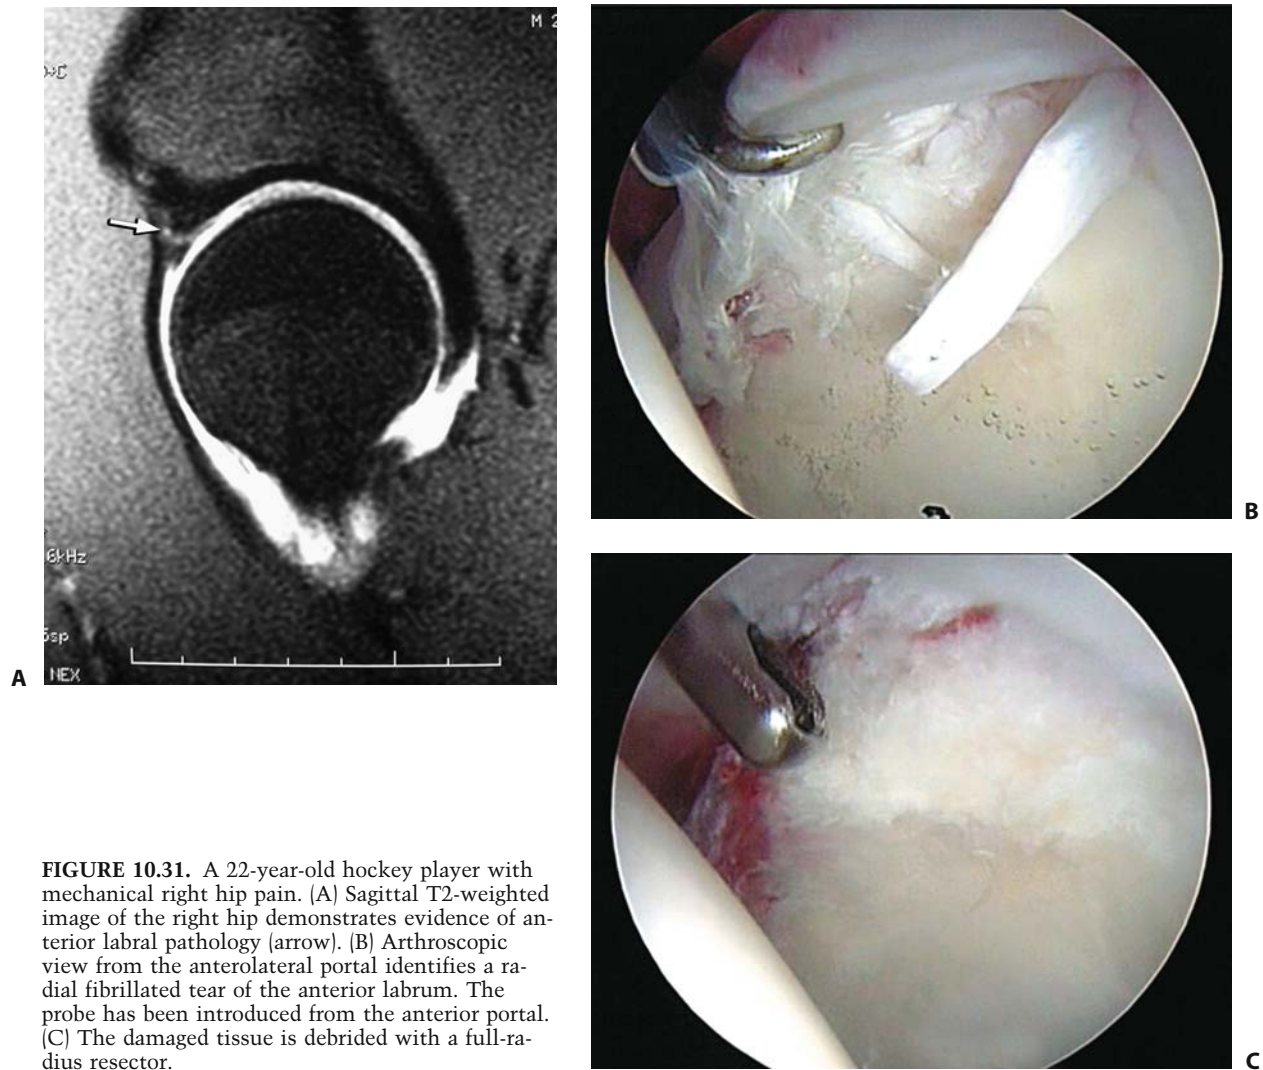 M 2
D+C
6kHz
6sp
NEX
A
B
C
FIGURE 10.31. A 22-year-old hockey player with
mechanical right hip pain. (A) Sagittal T2-weighted
image of the right hip demonstrates evidence of an-
terior labral pathology (arrow). (B) Arthroscopic
view from the anterolateral portal identifies a ra-
dial fibrillated tear of the anterior labrum. The
probe has been introduced from the anterior portal.
(C) The damaged tissue is debrided with a full-ra-
dius resector.